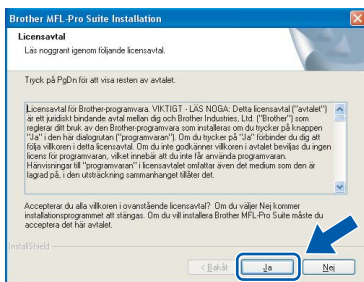 Brother MFL-Pro Suite Installation
Licensavtal
Läs noggrant igenom följande licensavtal.
Tryck på PgDn för att visa resten av avtalet.
Licensavtal för Brother-programvara. VIKTIGT - LÄS NOGA: Detta licensavtal ("avtalet")
är ett juridiskt bindande avtal mellan dig och Brother Industries, Ltd. ("Brother") som
reglerar ditt bruk av den Brother-programvara som installeras om du trycker på knappen
"Ja" i den här dialogrutan ("programvaran"). Om du trycker på "Ja" förbinder du dig att
följa villkoren i detta licensavtal. Om du inte godkänner villkoren i avtalet beviljas du ingen
licens för programvaran, vilket innebär att du inte får använda programvaran.
Hänvisningar till "programvaran" i licensavtalet omfattar även det medium som den är
lagrad på, i den utsträckning sammanhanget tillåter det.
Accepterar du alla villkoren i ovanstående licensavtal? Om du väljer Nej kommer
installationsprogrammet att stängas. Om du vill installera Brother MFL-Pro Suite måste du
acceptera det här avtalet.
InstallShield
< Bakåt
Ja
Nej